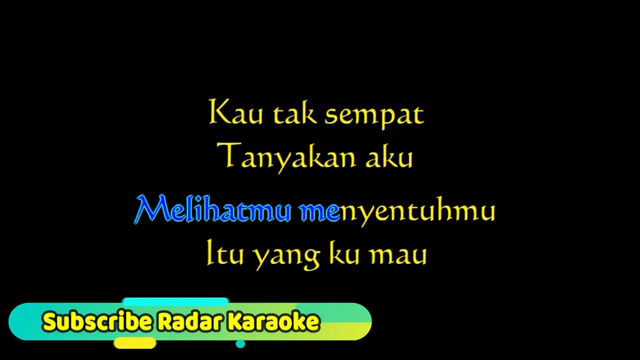 Kau tak sempat
Tanyakan aku
Melihatmu menyentuhmu
Itu yang ku mau
Subscribe Radar Karaoke